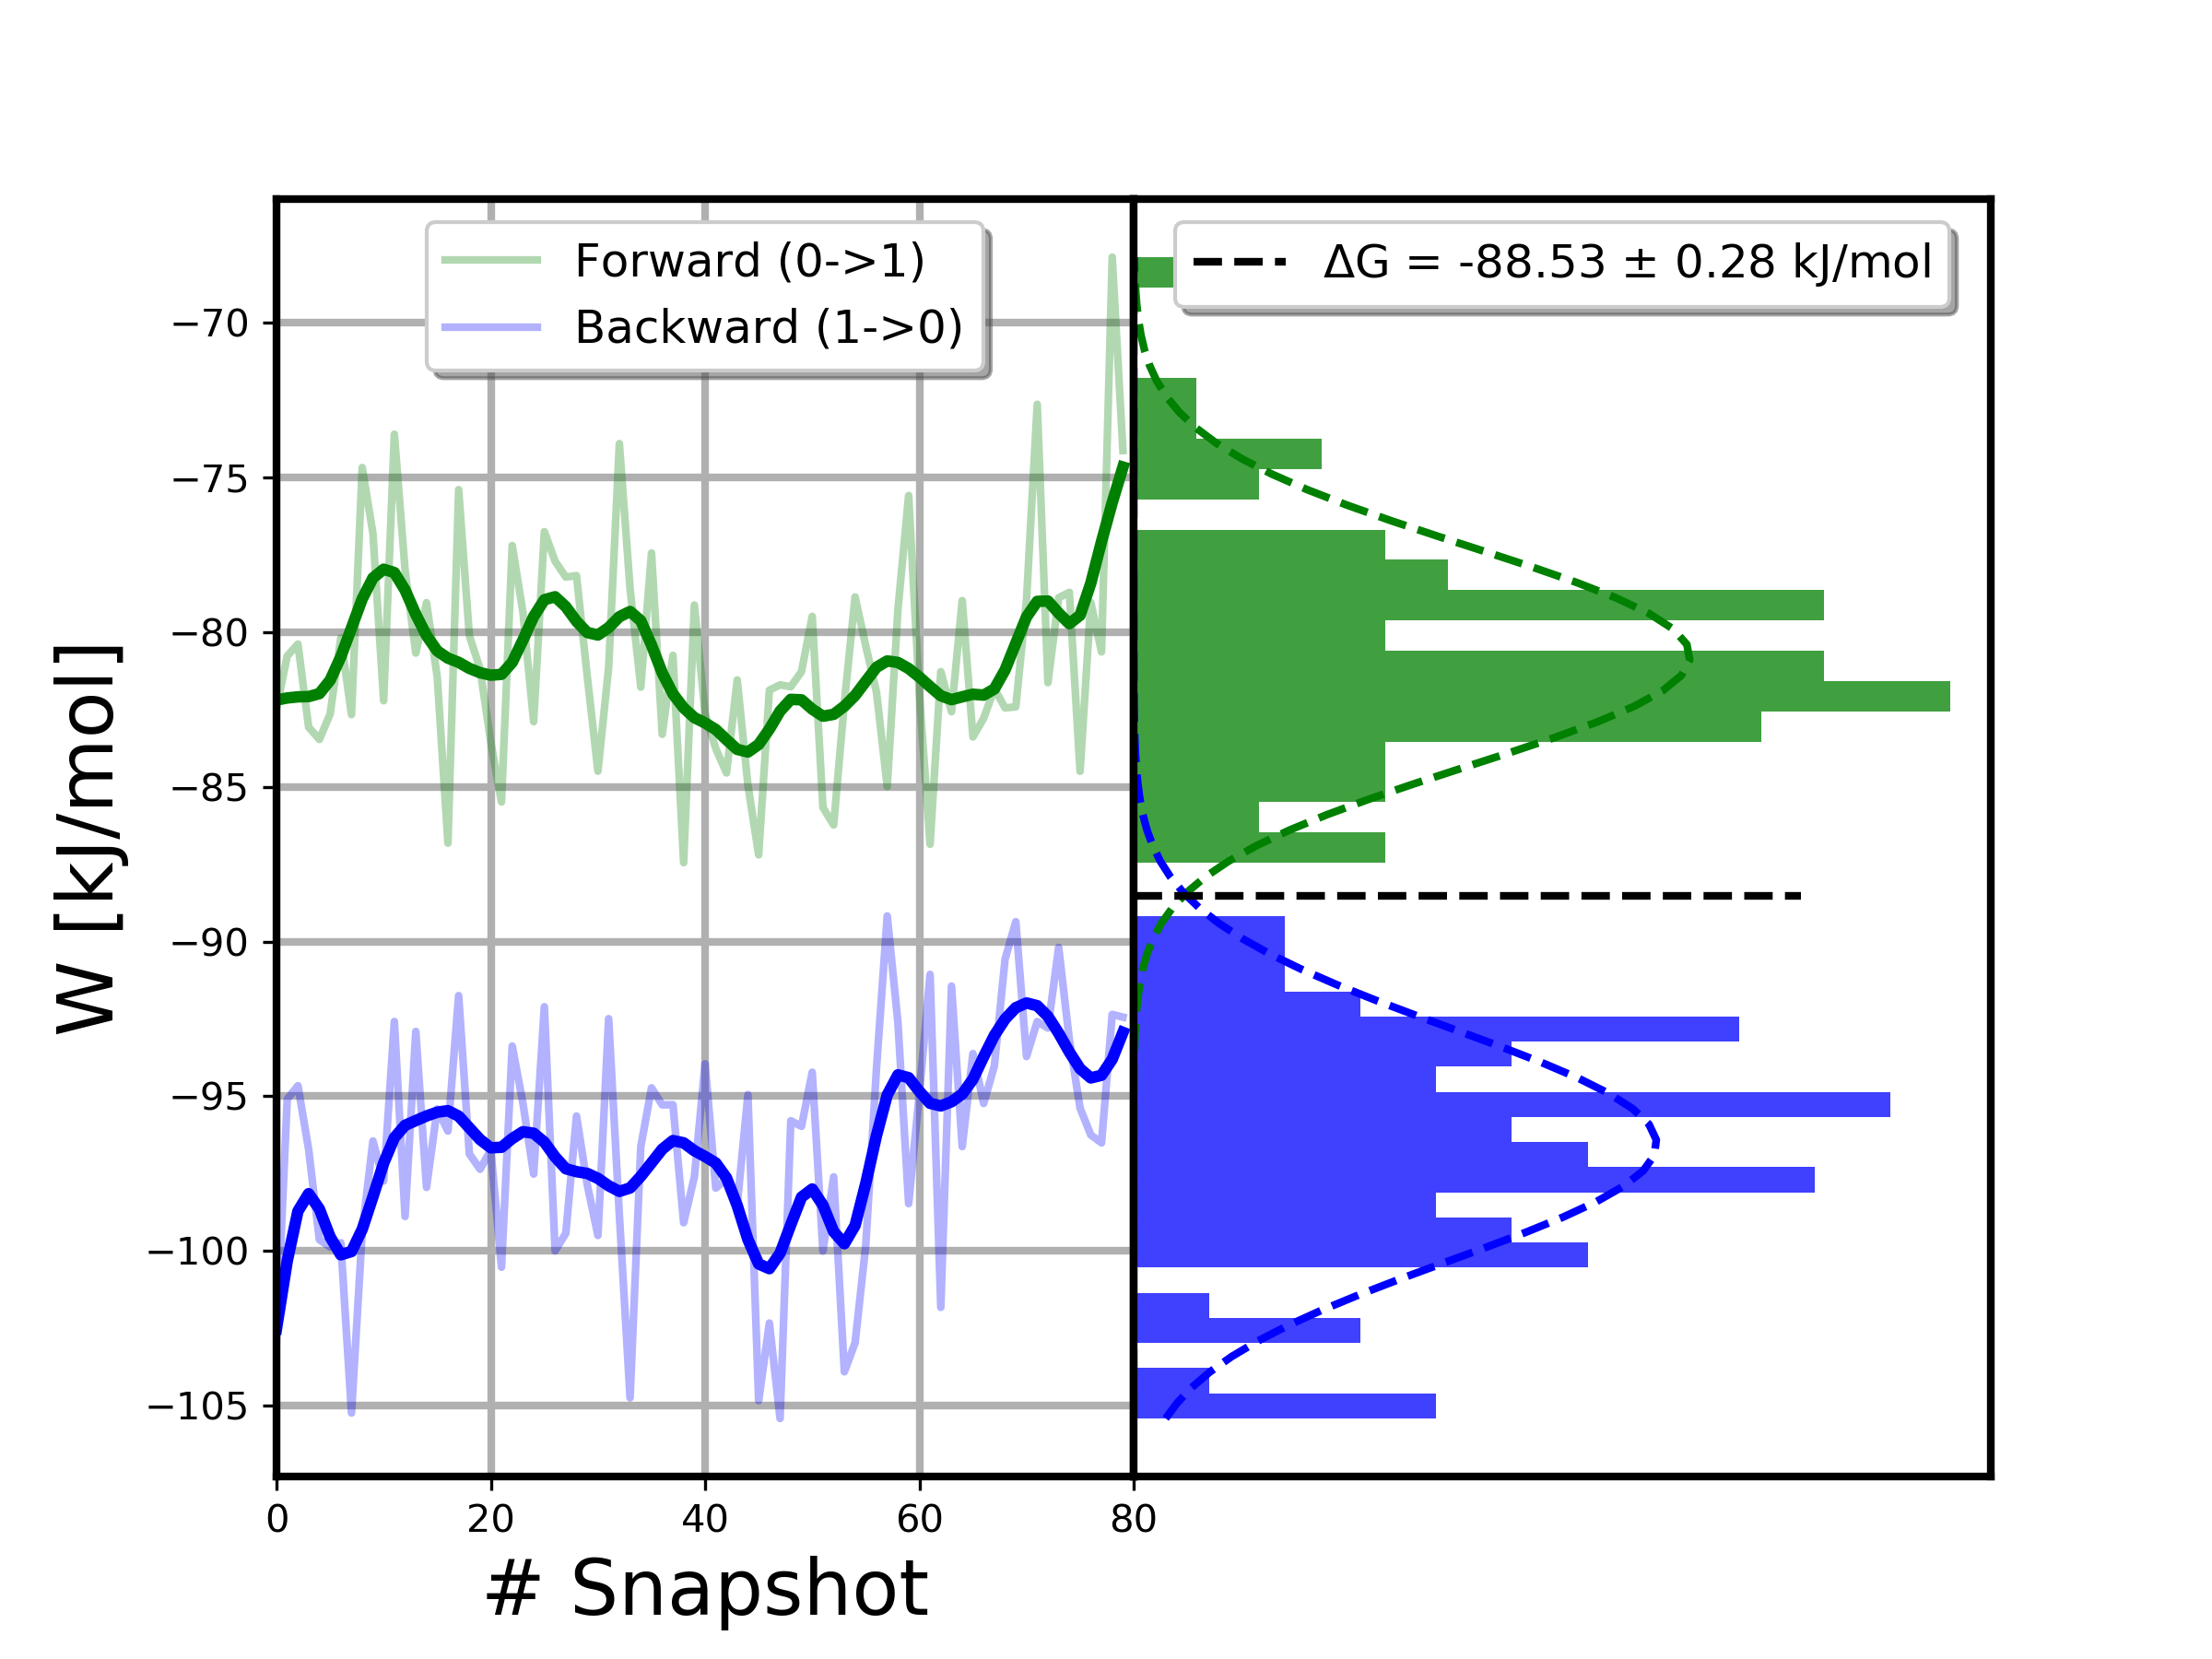 Forward (0->1)
Backward (1->0)
ΔG = -88.53 ± 0.28 kJ/mol
W [kJ/mol]
−70
−75
−80
−85
−90
−95
−100
−105
0 20 40 60 80
# Snapshot